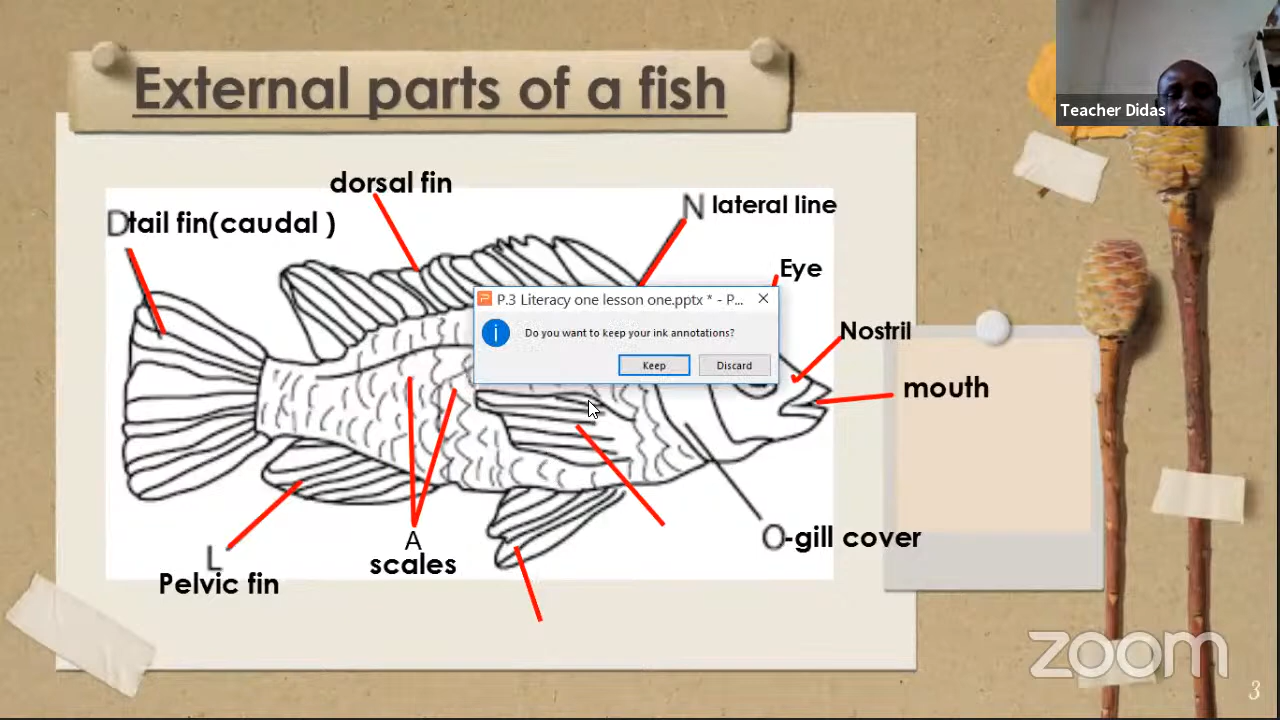 External parts of a fish
Teacher Didas
dorsal fin
N lateral line
Dtail fin(caudal )
Eye
P.3 Literacy one lesson one.pptx * - P...
Do you want to keep your ink annotations?
Keep
Discard
Nostril
mouth
O-gill cover
A
scales
L
Pelvic fin
zoom
3